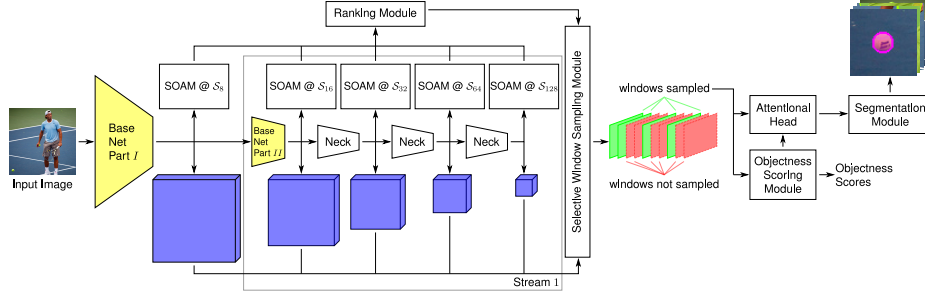 Ranking Module
SOAM @ S8
SOAM @ S16
SOAM @ S32
SOAM @ S64
SOAM @ S128
Base
Net
Part I
Base
Net
Part II
Neck
Neck
Neck
Input Image
Stream 1
Selective Window Sampling Module
windows sampled
windows not sampled
Attentional
Head
Segmentation
Module
Objectness
Scoring
Module
Objectness
Scores